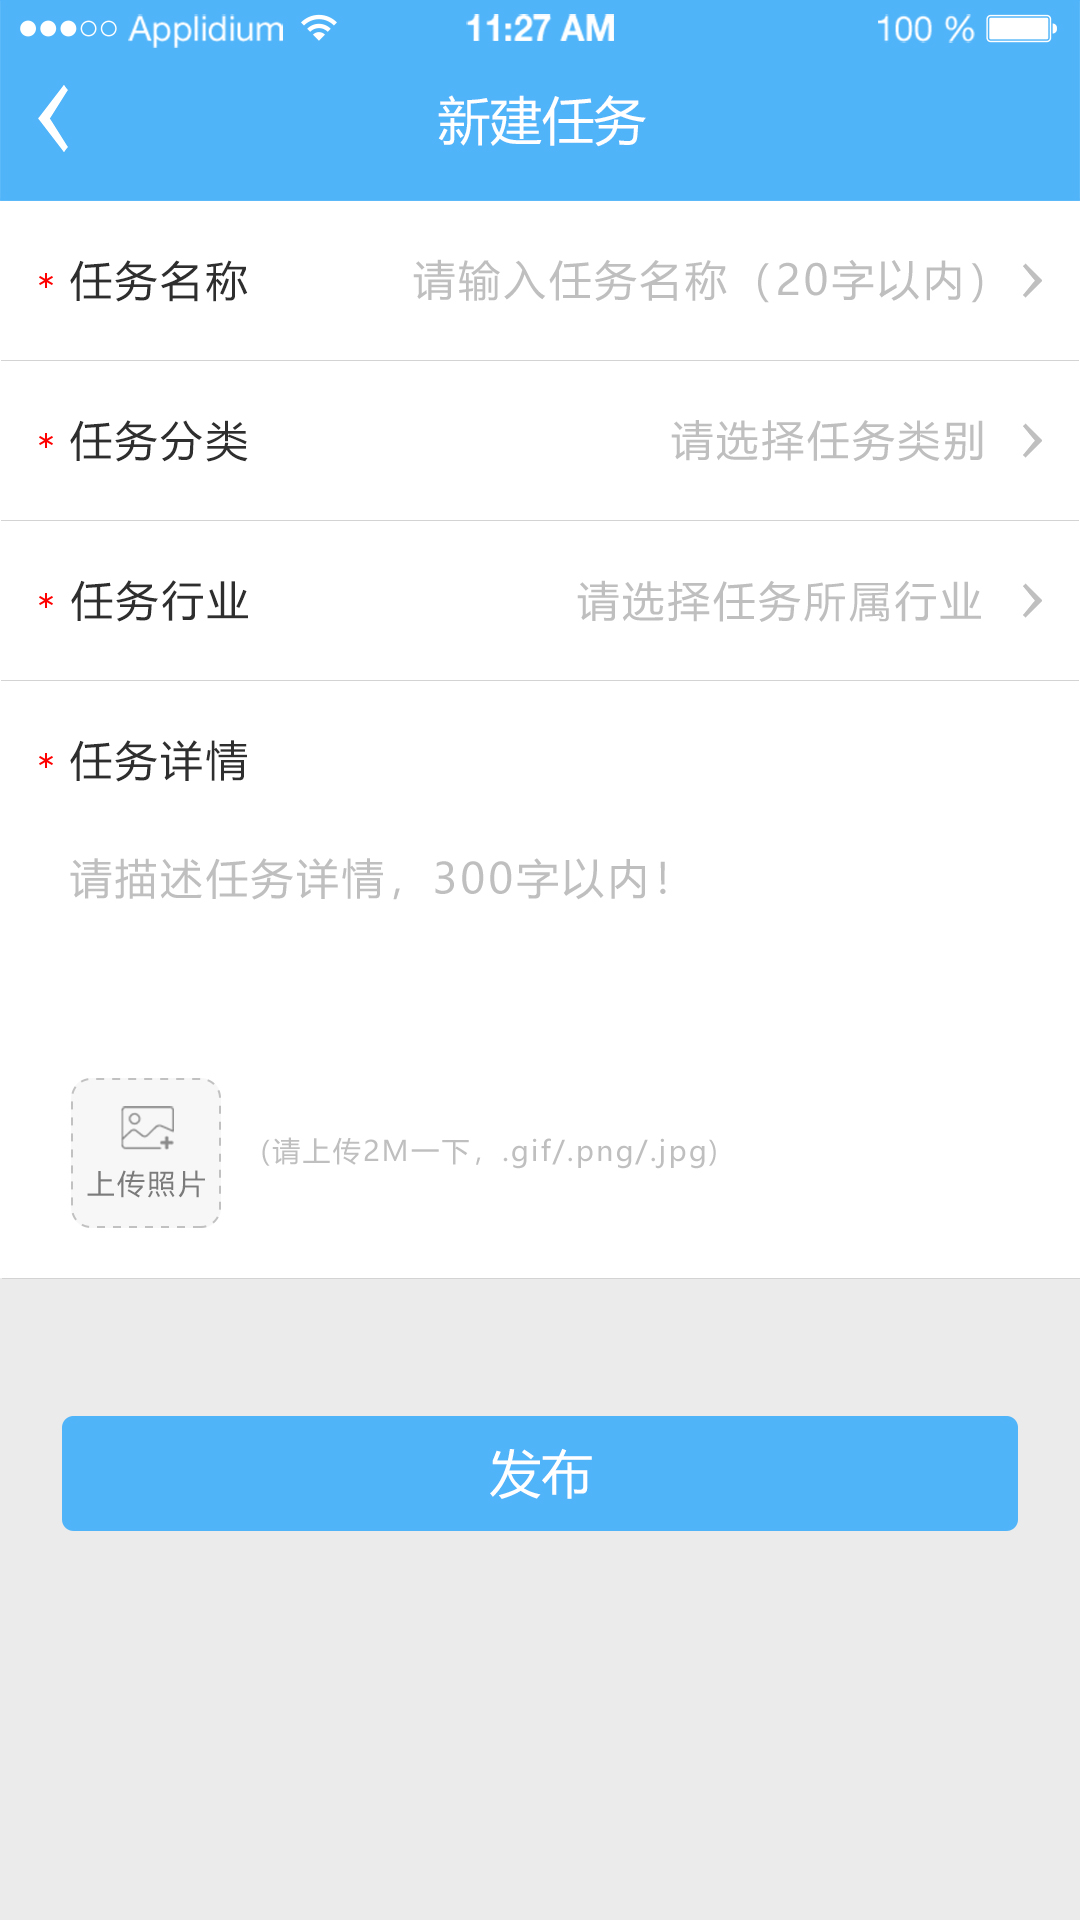 Applidium 11:27 AM 100 %
新建任务
* 任务名称 请输入任务名称（20字以内）
* 任务分类 请选择任务类别
* 任务行业 请选择任务所属行业
* 任务详情
请描述任务详情，300字以内！
上传照片 (请上传2M一下，.gif/.png/.jpg)
发布